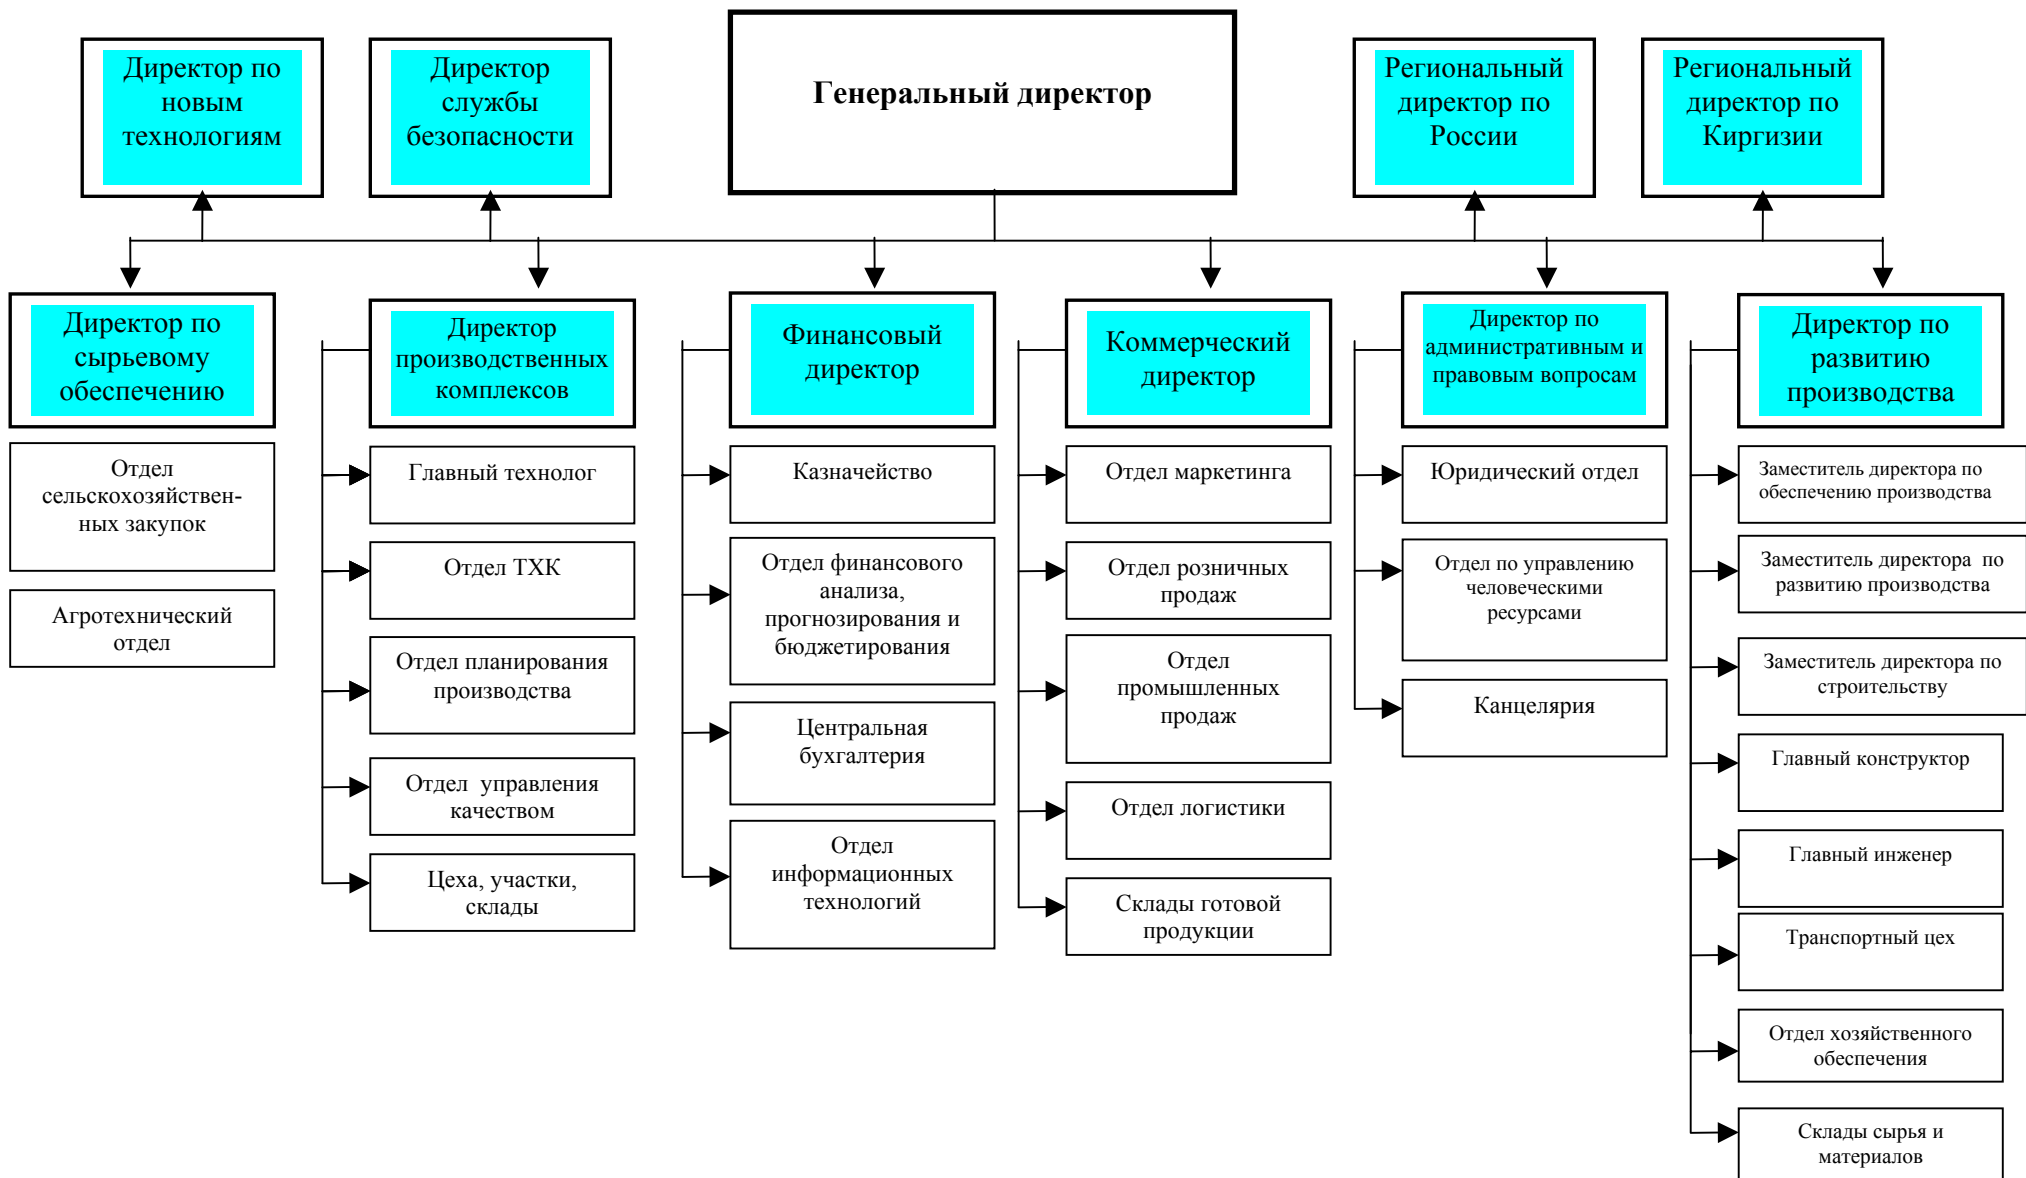 Директор по
новым
технологиям
Директор
службы
безопасности
Генеральный директор
Региональный
директор по
России
Региональный
директор по
Киргизии
Директор по
сырьевому
обеспечению
Отдел
сельскохозяйствен-
ных закупок
Агротехнический
отдел
Директор
производственных
комплексов
Главный технолог
Отдел ТХК
Отдел планирования
производства
Отдел управления
качеством
Цеха, участки,
склады
Финансовый
директор
Казначейство
Отдел финансового
анализа,
прогнозирования и
бюджетирования
Центральная
бухгалтерия
Отдел
информационных
технологий
Коммерческий
директор
Отдел маркетинга
Отдел розничных
продаж
Отдел
промышленных
продаж
Отдел логистики
Склады готовой
продукции
Директор по
административным и
правовым вопросам
Юридический отдел
Отдел по управлению
человеческими
ресурсами
Канцелярия
Директор по
развитию
производства
Заместитель директора по
обеспечению производства
Заместитель директора по
развитию производства
Заместитель директора по
строительству
Главный конструктор
Главный инженер
Транспортный цех
Отдел хозяйственного
обеспечения
Склады сырья и
материалов